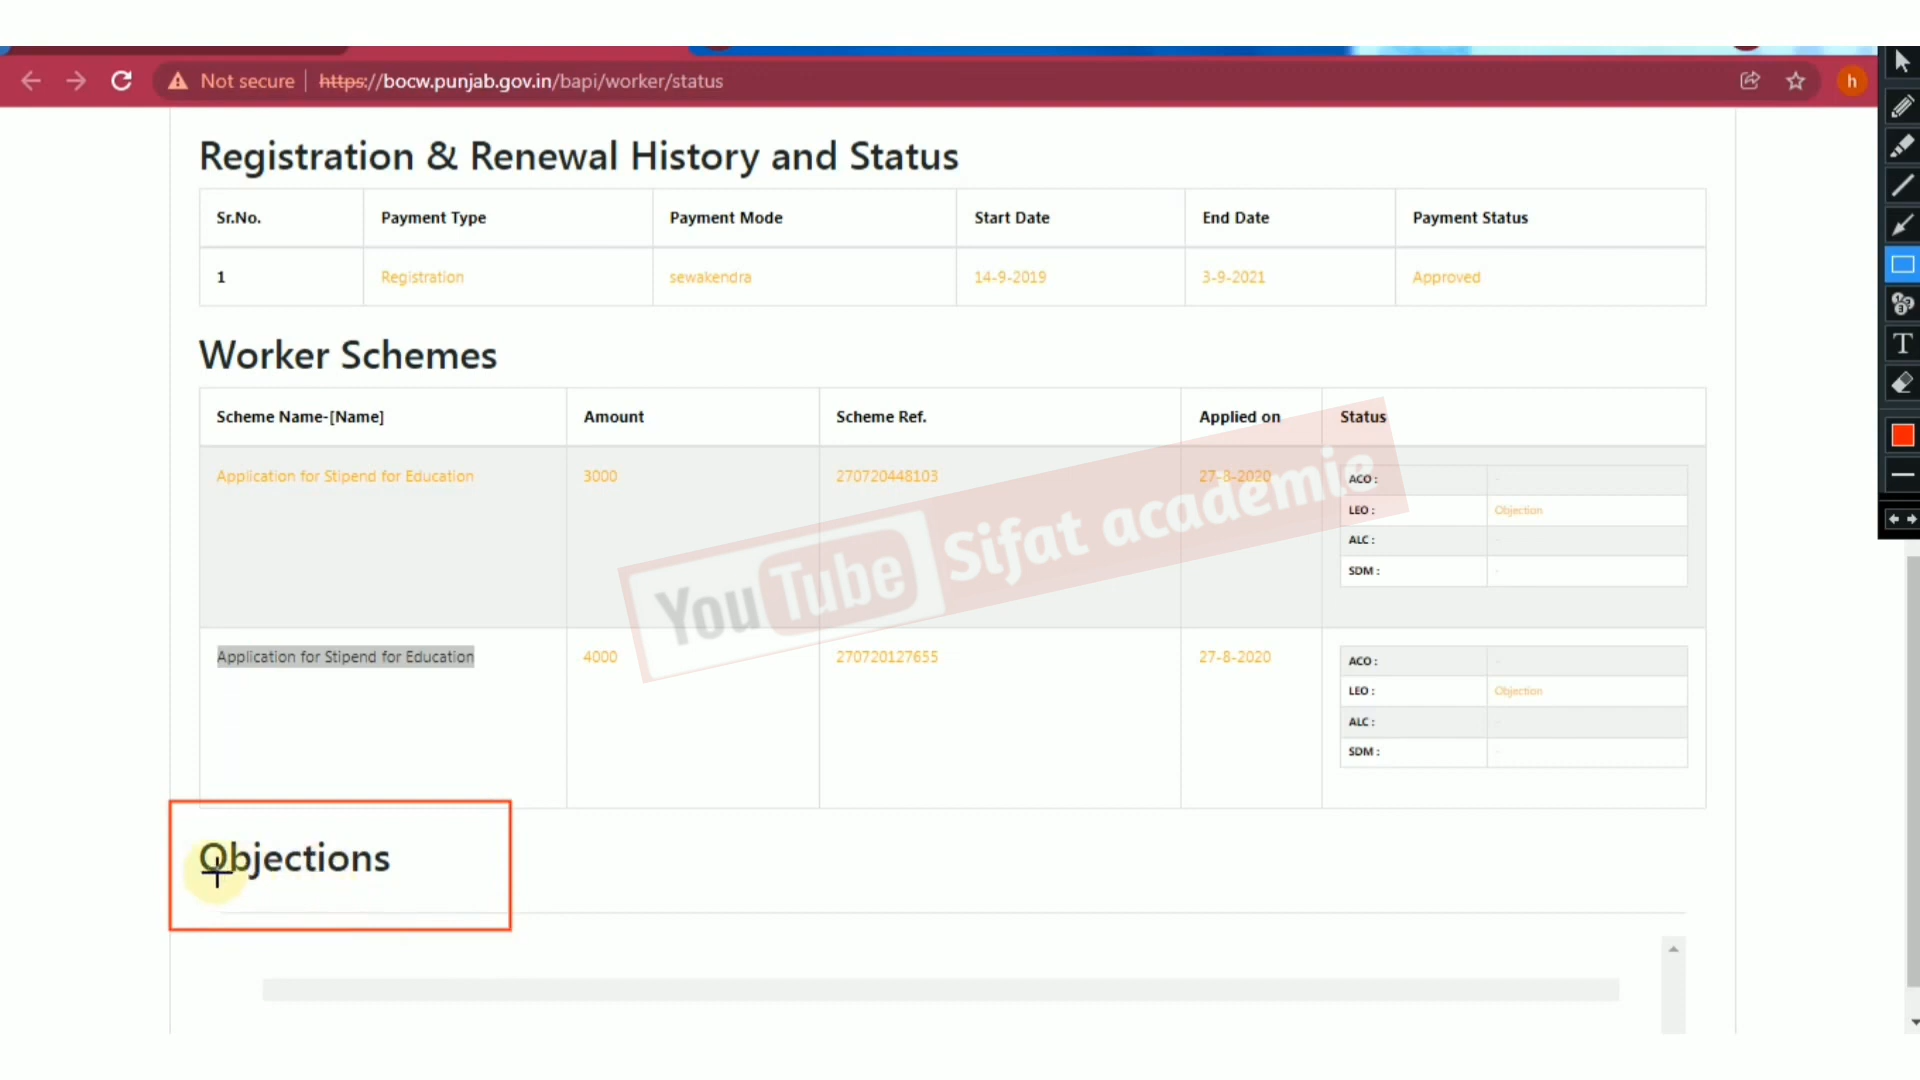 Not secure | https://bocw.punjab.gov.in/bapi/worker/status
h
Registration & Renewal History and Status
Sr.No. Payment Type Payment Mode Start Date End Date Payment Status
1 Registration sewakendra 14-9-2019 3-9-2021 Approved
Worker Schemes
Scheme Name-[Name] Amount Scheme Ref. Applied on Status
Application for Stipend for Education 3000 270720448103 27-8-2020
ACO : -
LEO : Objection
ALC : -
SDM : -
YouTube Sifat academie
Application for Stipend for Education 4000 270720127655 27-8-2020
ACO : -
LEO : Objection
ALC : -
SDM : -
Objections
T